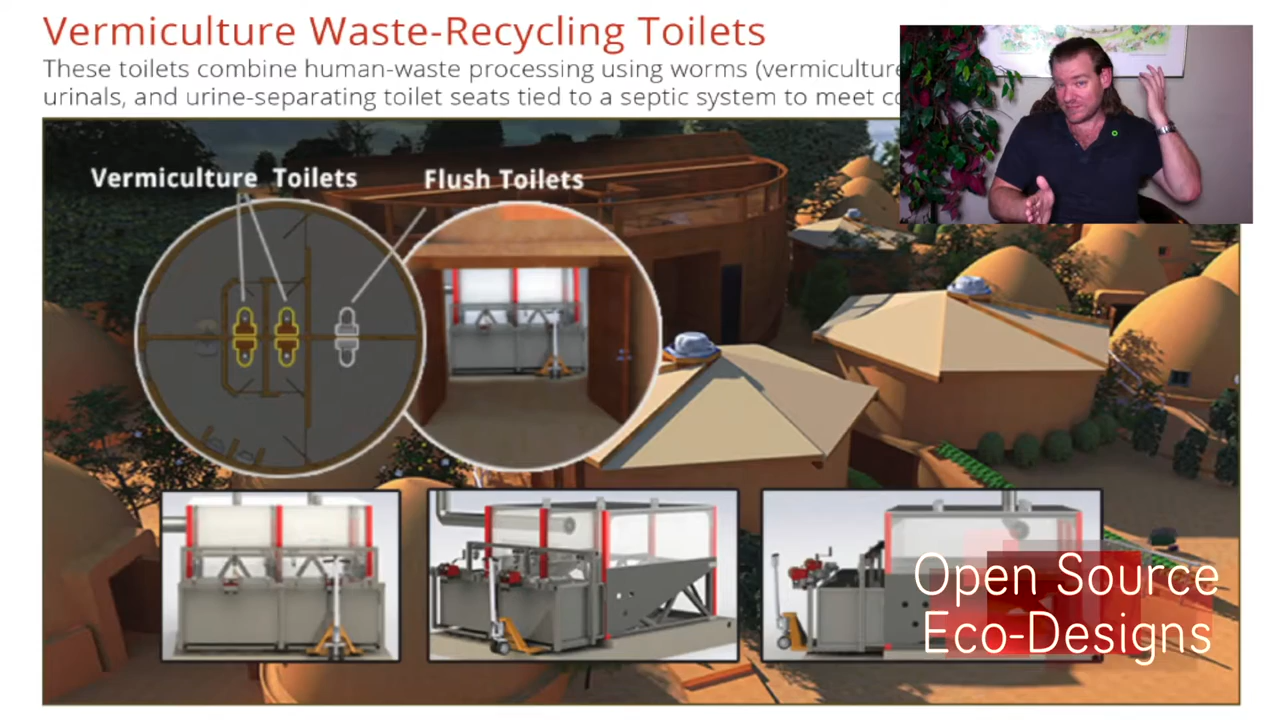 Vermiculture Waste-Recycling Toilets
These toilets combine human-waste processing using worms (vermiculture
urinals, and urine-separating toilet seats tied to a septic system to meet
Vermiculture Toilets
Flush Toilets
Open Source
Eco-Designs